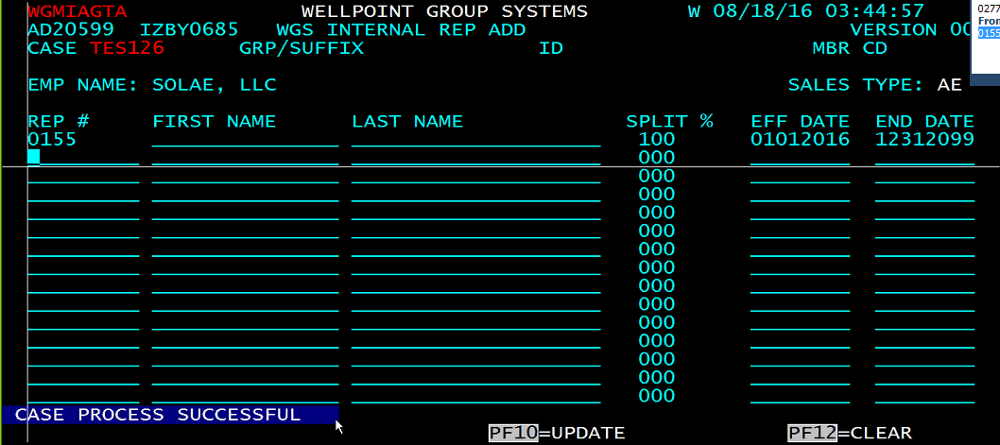 WGMIAGTA WELLPOINT GROUP SYSTEMS W 08/18/16 03:44:57 0277
AD20599 IZBY0685 WGS INTERNAL REP ADD VERSION From
CASE TES126 GRP/SUFFIX ID MBR CD 0155
EMP NAME: SOLAE, LLC SALES TYPE: AE
REP # FIRST NAME LAST NAME SPLIT % EFF DATE END DATE
0155 100 01012016 12312099
000
000
000
000
000
000
000
000
000
000
000
000
000
000
CASE PROCESS SUCCESSFUL
PF10=UPDATE PF12=CLEAR